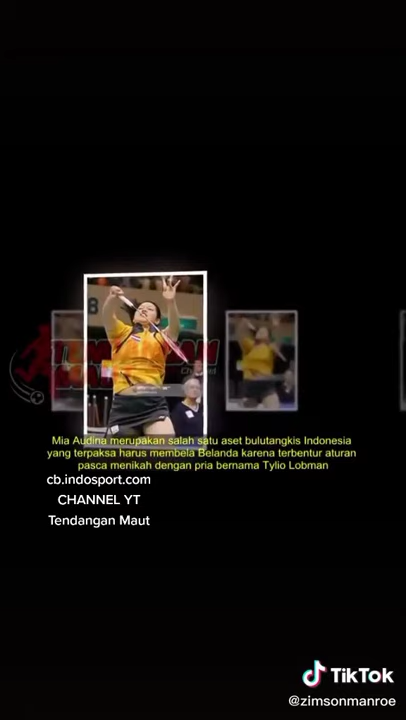 8
Mia Audina merupakan salah satu aset bulutangkis Indonesia
yang terpaksa harus membela Belanda karena terbentur aturan
pasca menikah dengan pria bernama Tylio Lobman
cb.indosport.com
CHANNEL YT
Tendangan Maut
TikTok
@zimsonmanroe